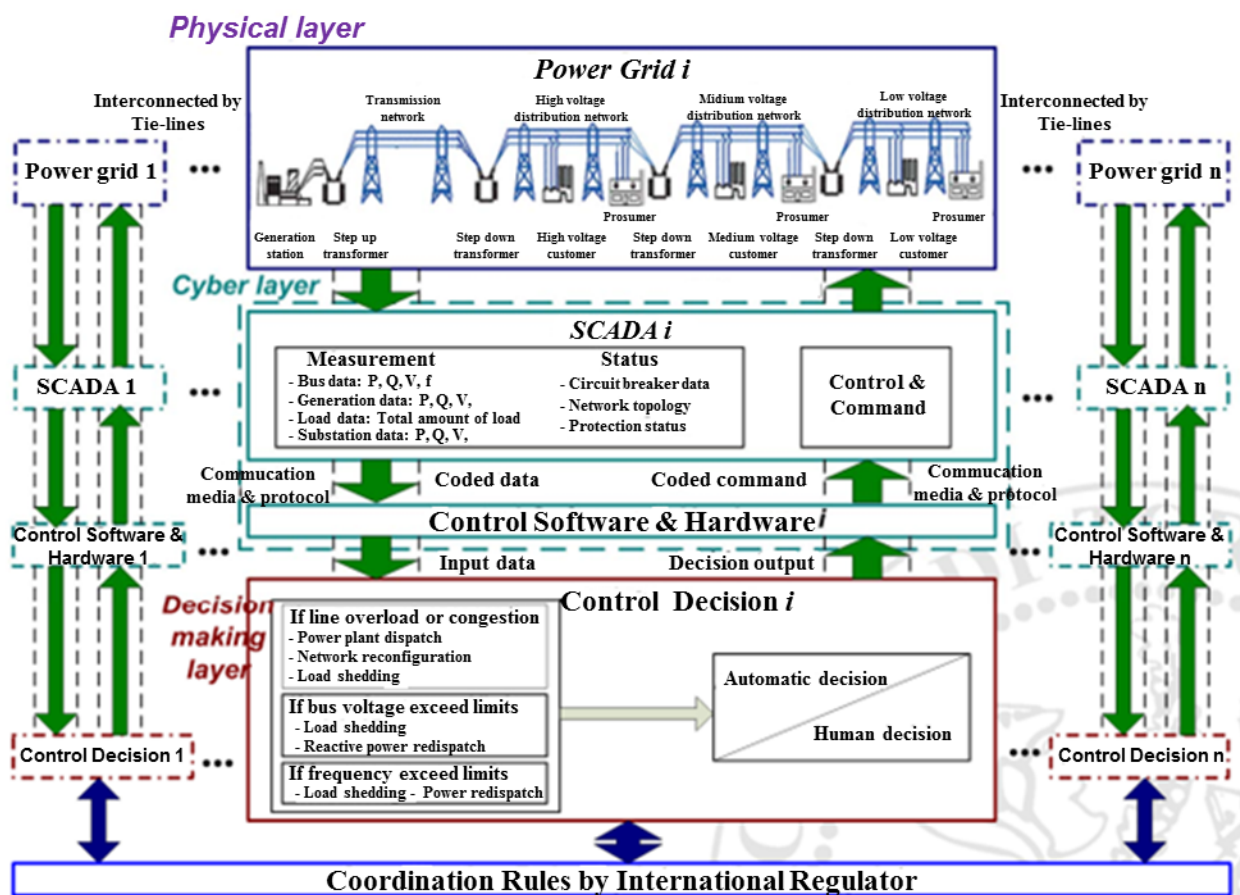 Physical layer
Power Grid i
Interconnected by
Tie-lines
Transmission
network
High voltage
distribution network
Midium voltage
distribution network
Low voltage
distribution network
Interconnected by
Tie-lines
Power grid 1
...
...
Power grid n
Prosumer
Prosumer
Prosumer
Generation
station
Step up
transformer
Step down
transformer
High voltage
customer
Step down
transformer
Medium voltage
customer
Step down
transformer
Low voltage
customer
Cyber layer
SCADA i
Measurement
- Bus data: P, Q, V, f
- Generation data: P, Q, V,
- Load data: Total amount of load
- Substation data: P, Q, V,
Status
- Circuit breaker data
- Network topology
- Protection status
Control &
Command
SCADA 1
...
...
SCADA n
Commucation
media & protocol
Coded data
Coded command
Commucation
media & protocol
Control Software & Hardware i
Control Software &
Hardware 1
...
...
Control Software &
Hardware n
Input data
Decision output
Decision
making
layer
Control Decision i
If line overload or congestion
- Power plant dispatch
- Network reconfiguration
- Load shedding
If bus voltage exceed limits
- Load shedding
- Reactive power redispatch
If frequency exceed limits
- Load shedding - Power redispatch
Automatic decision
Human decision
Control Decision 1
...
...
Control Decision n
Coordination Rules by International Regulator